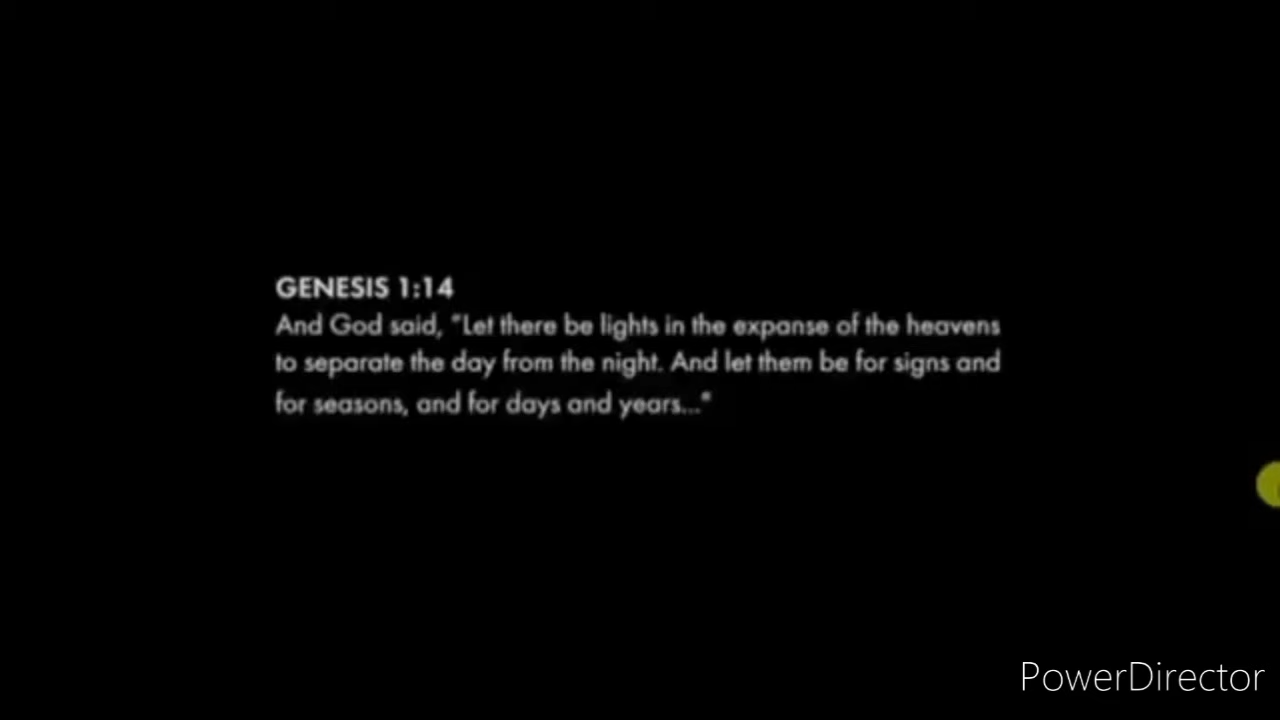 GENESIS 1:14
And God said, "Let there be lights in the expanse of the heavens
to separate the day from the night. And let them be for signs and
for seasons, and for days and years..."
PowerDirector